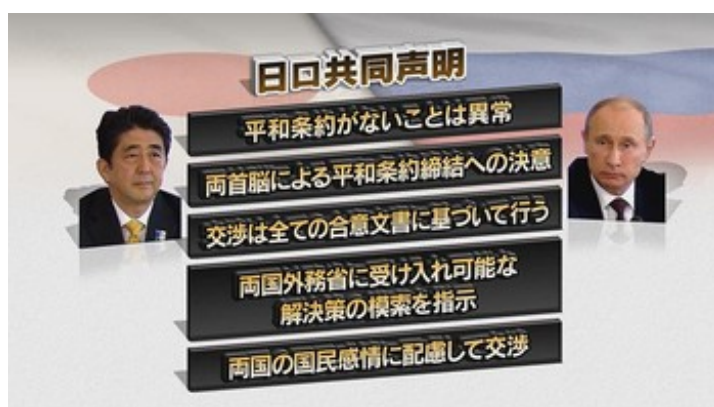 日ロ共同声明
平和条約がないことは異常
両首脳による平和条約締結への決意
交渉は全ての合意文書に基づいて行う
両国外務省に受け入れ可能な
解決策の模索を指示
両国の国民感情に配慮して交渉